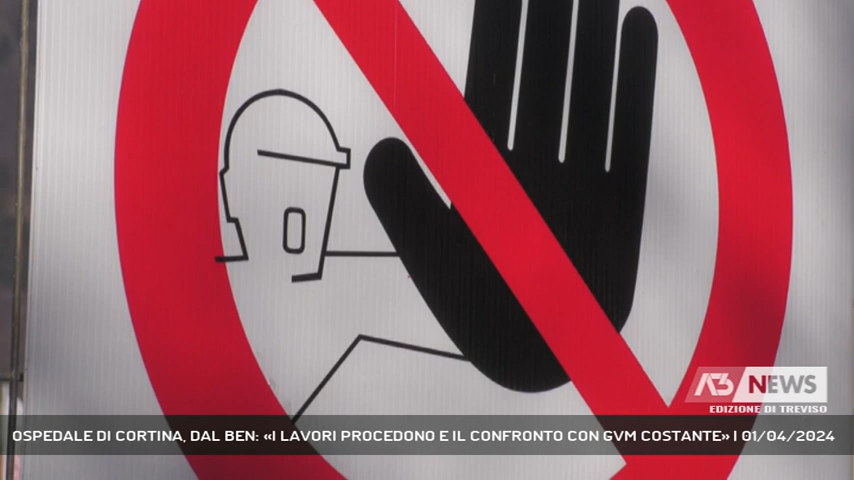 A3 NEWS
EDIZIONE DI TREVISO
OSPEDALE DI CORTINA, DAL BEN: «I LAVORI PROCEDONO E IL CONFRONTO CON GVM COSTANTE» | 01/04/2024